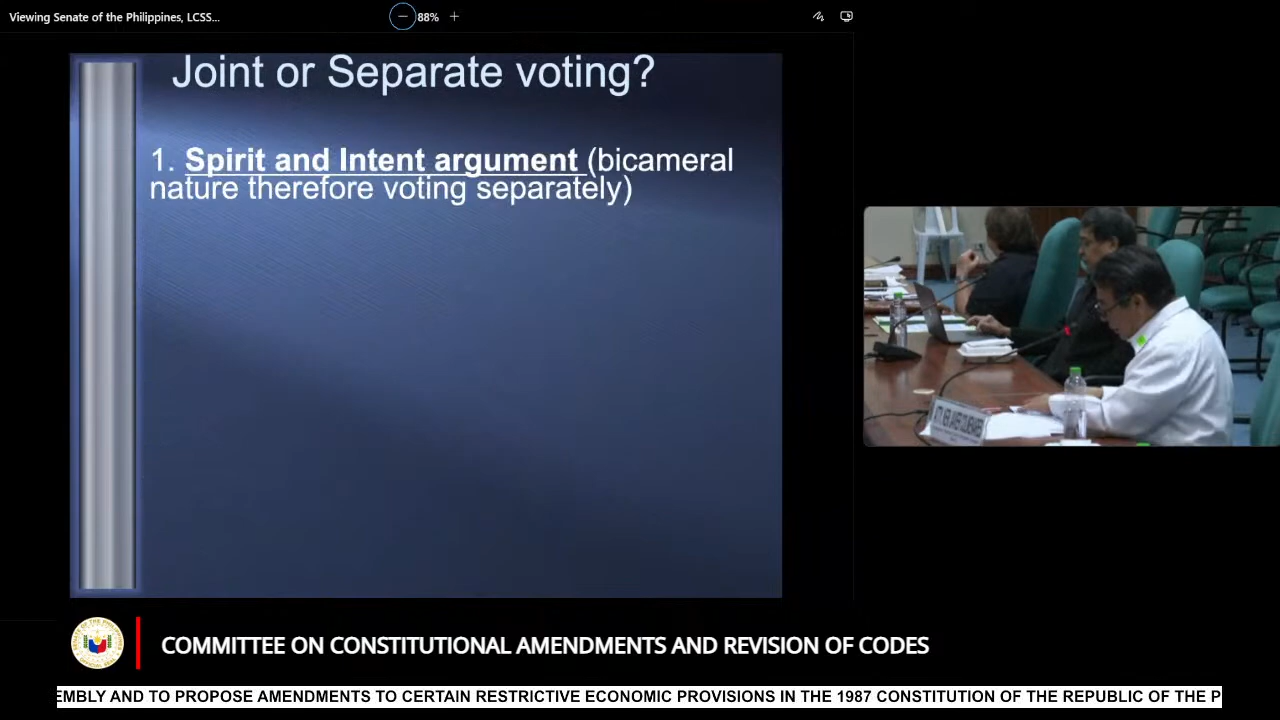 Viewing Senate of the Philippines, LCSS...
88%
Joint or Separate voting?
1. Spirit and Intent argument (bicameral
nature therefore voting separately)
COMMITTEE ON CONSTITUTIONAL AMENDMENTS AND REVISION OF CODES
EMBLY AND TO PROPOSE AMENDMENTS TO CERTAIN RESTRICTIVE ECONOMIC PROVISIONS IN THE 1987 CONSTITUTION OF THE REPUBLIC OF THE P